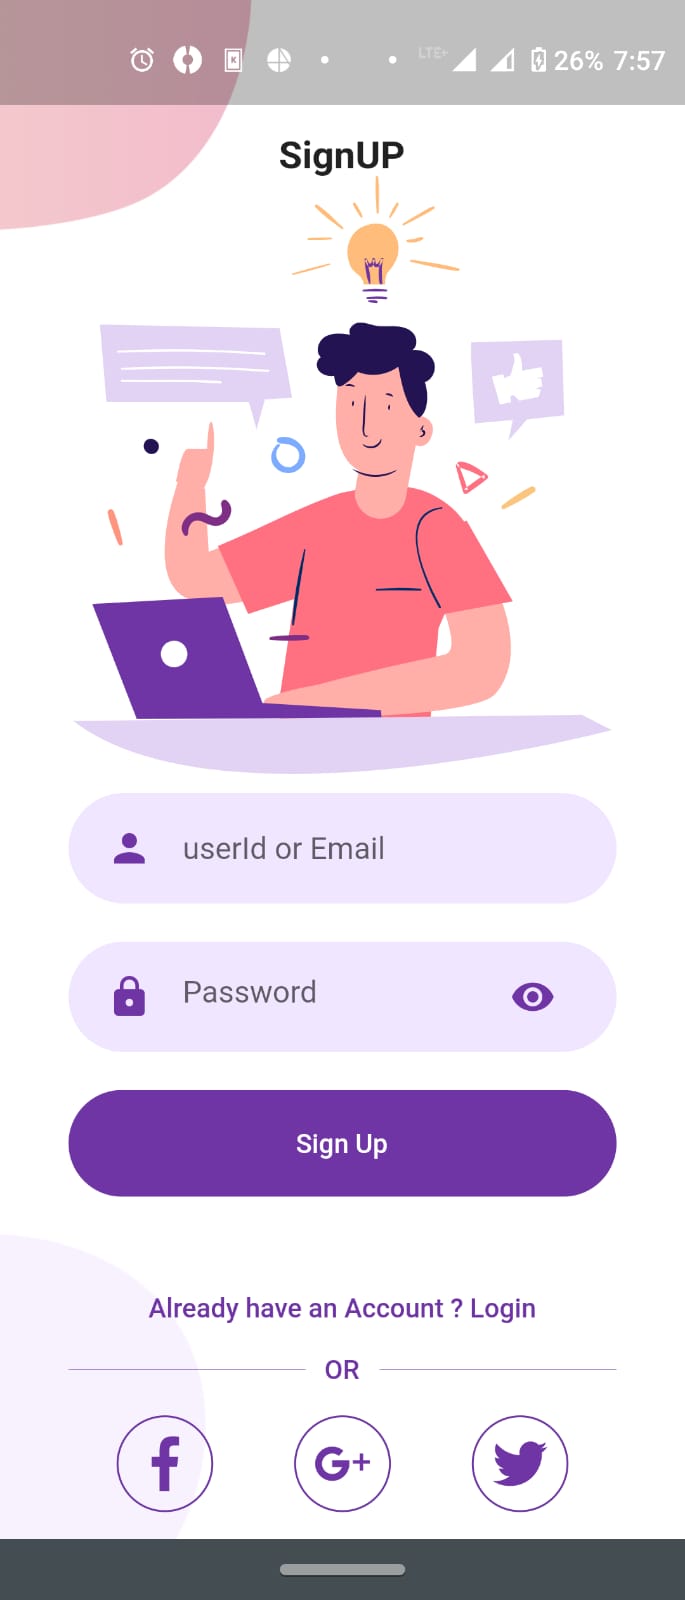 LTE+ 26% 7:57
SignUP
userId or Email
Password
Sign Up
Already have an Account ? Login
OR
G+